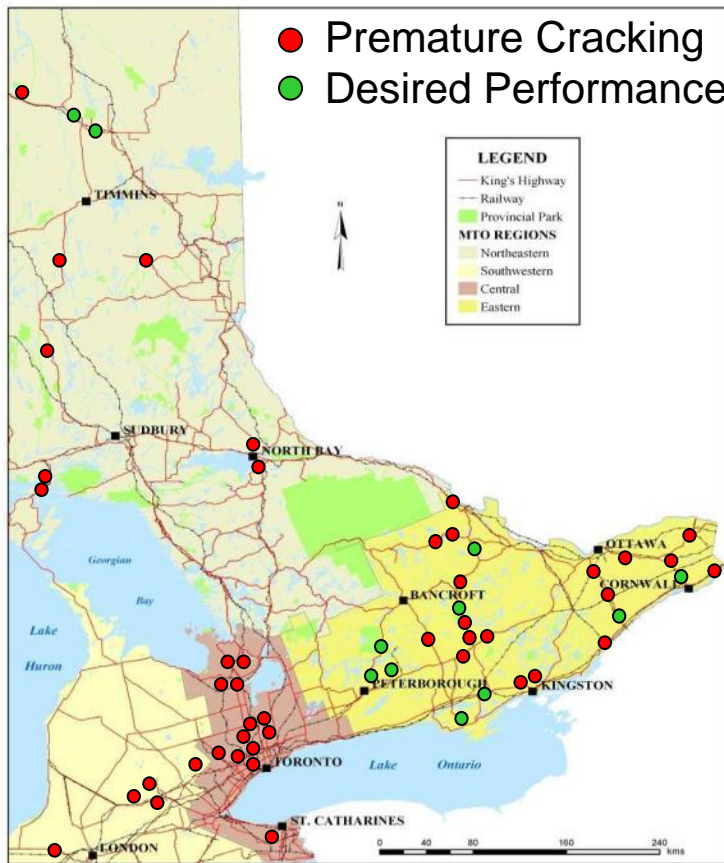 Premature Cracking
Desired Performance
LEGEND
King's Highway
Railway
Provincial Park
MTO REGIONS
Northeastern
Southwestern
Central
Eastern
N
TIMMINS
SUDBURY
NORTH BAY
Georgian
Bay
OTTAWA
CORNWALL
BANCROFT
Lake
Huron
PETERBOROUGH
KINGSTON
TORONTO
Lake Ontario
ST. CATHARINES
LONDON
0 40 80 160 240
kms